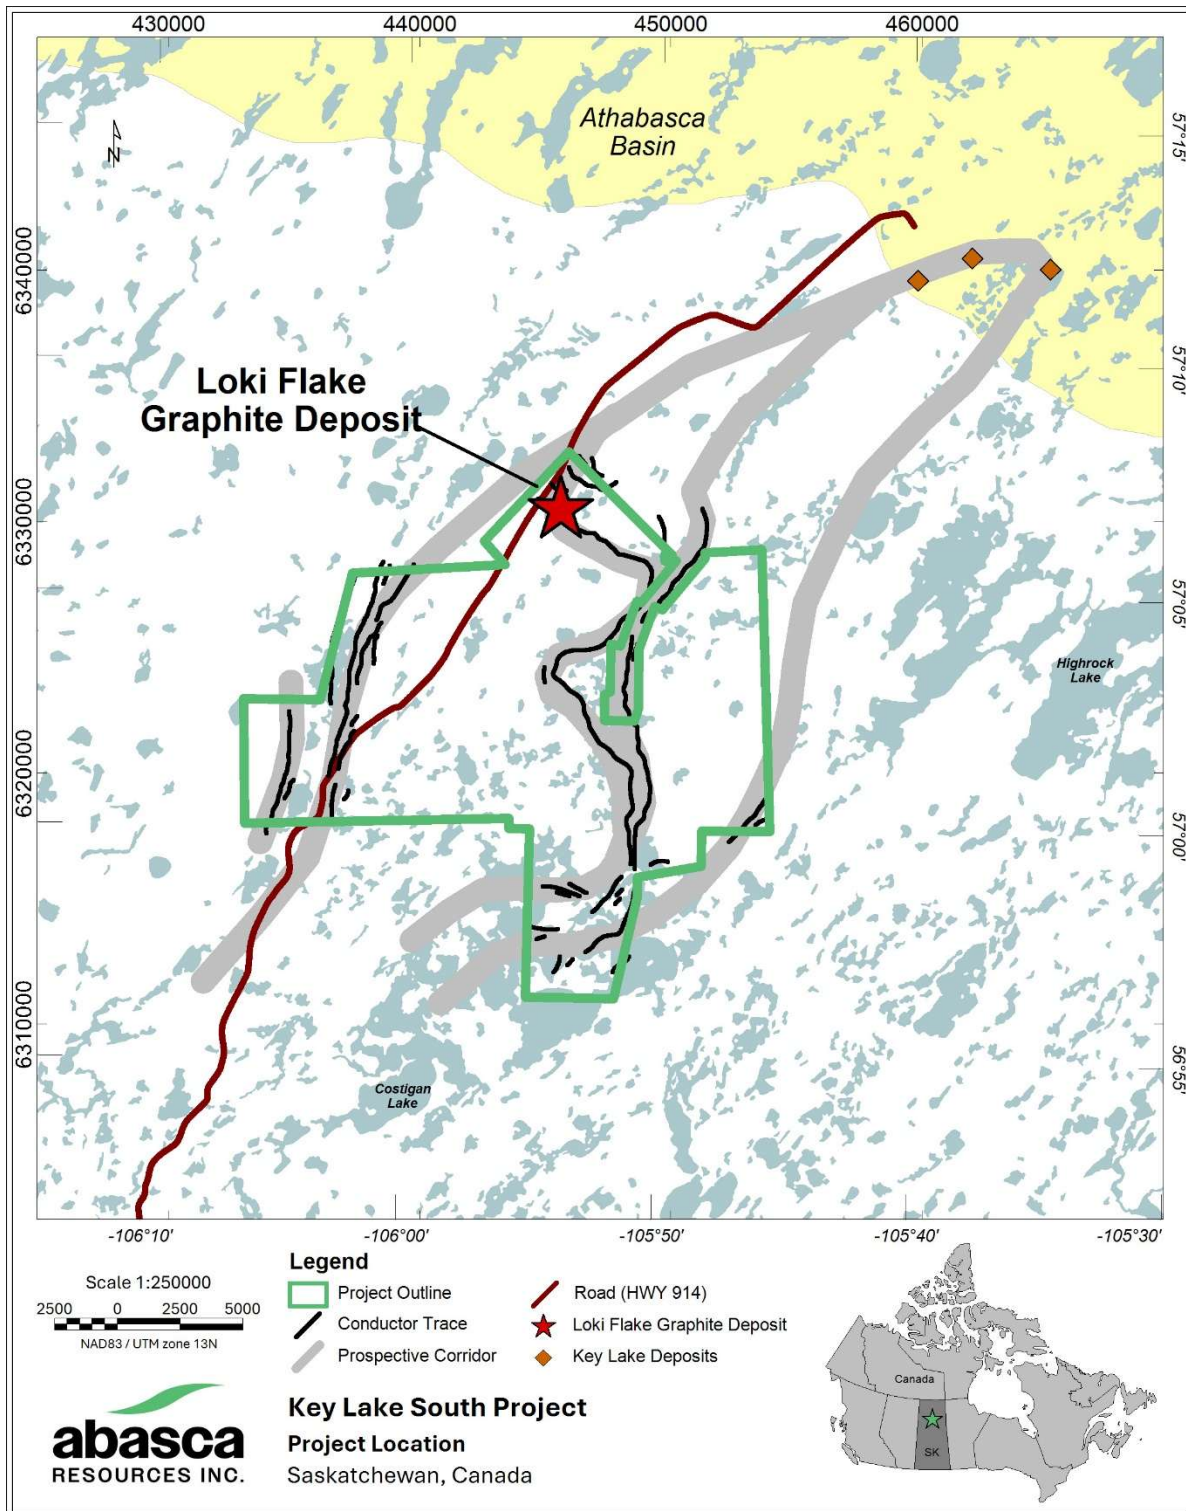 430000 440000 450000 460000
Athabasca
Basin
N
57°15'
6340000
57°10'
Loki Flake
Graphite Deposit
6330000
57°05'
Highrock
Lake
6320000
57°00'
6310000
56°55'
Costigan
Lake
-106°10' -106°00' -105°50' -105°40' -105°30'
Legend
Scale 1:250000
2500 0 2500 5000
NAD83 / UTM zone 13N
Project Outline
Conductor Trace
Prospective Corridor
Road (HWY 914)
Loki Flake Graphite Deposit
Key Lake Deposits
Canada
SK
abasca
RESOURCES INC.
Key Lake South Project
Project Location
Saskatchewan, Canada